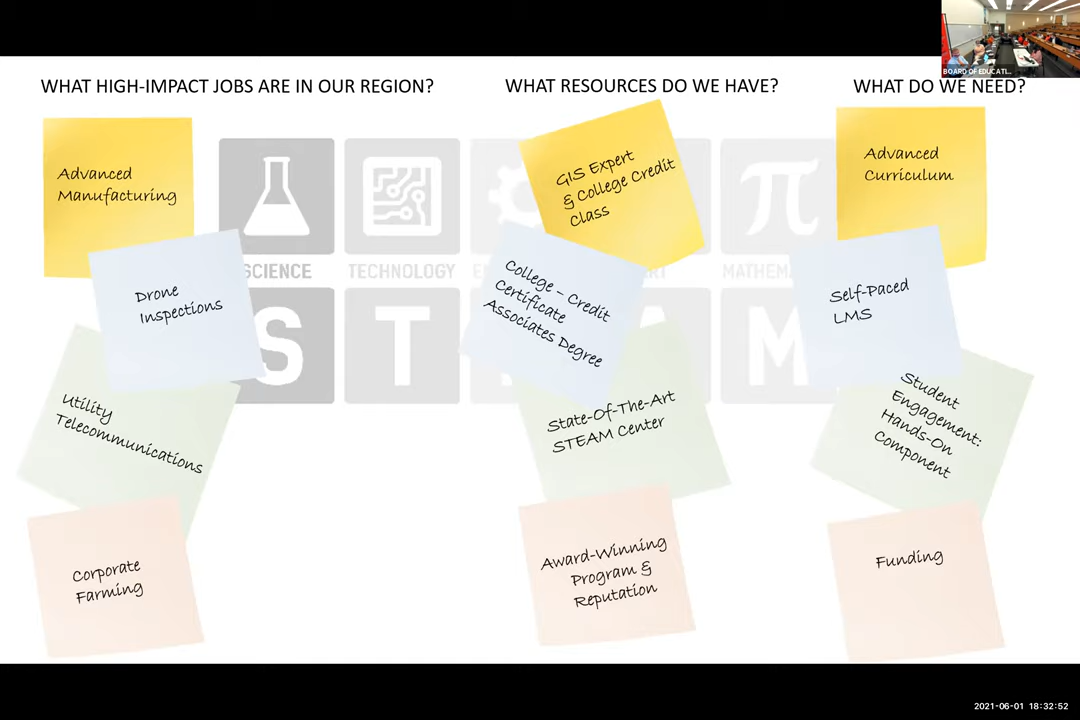 BOARD OF EDUCATI...
WHAT HIGH-IMPACT JOBS ARE IN OUR REGION?
Advanced
Manufacturing
Drone
Inspections
Utility
Telecommunications
Corporate
Farming
WHAT RESOURCES DO WE HAVE?
GIS Expert
& College Credit
Class
College – Credit
Certificate
Associates Degree
State-Of-The-Art
STEAM Center
Award-Winning
Program &
Reputation
WHAT DO WE NEED?
Advanced
Curriculum
Self-Paced
LMS
Student
Engagement:
Hands-On
Component
Funding
SCIENCE
TECHNOLOGY
S
T
M
2021-06-01 18:32:52